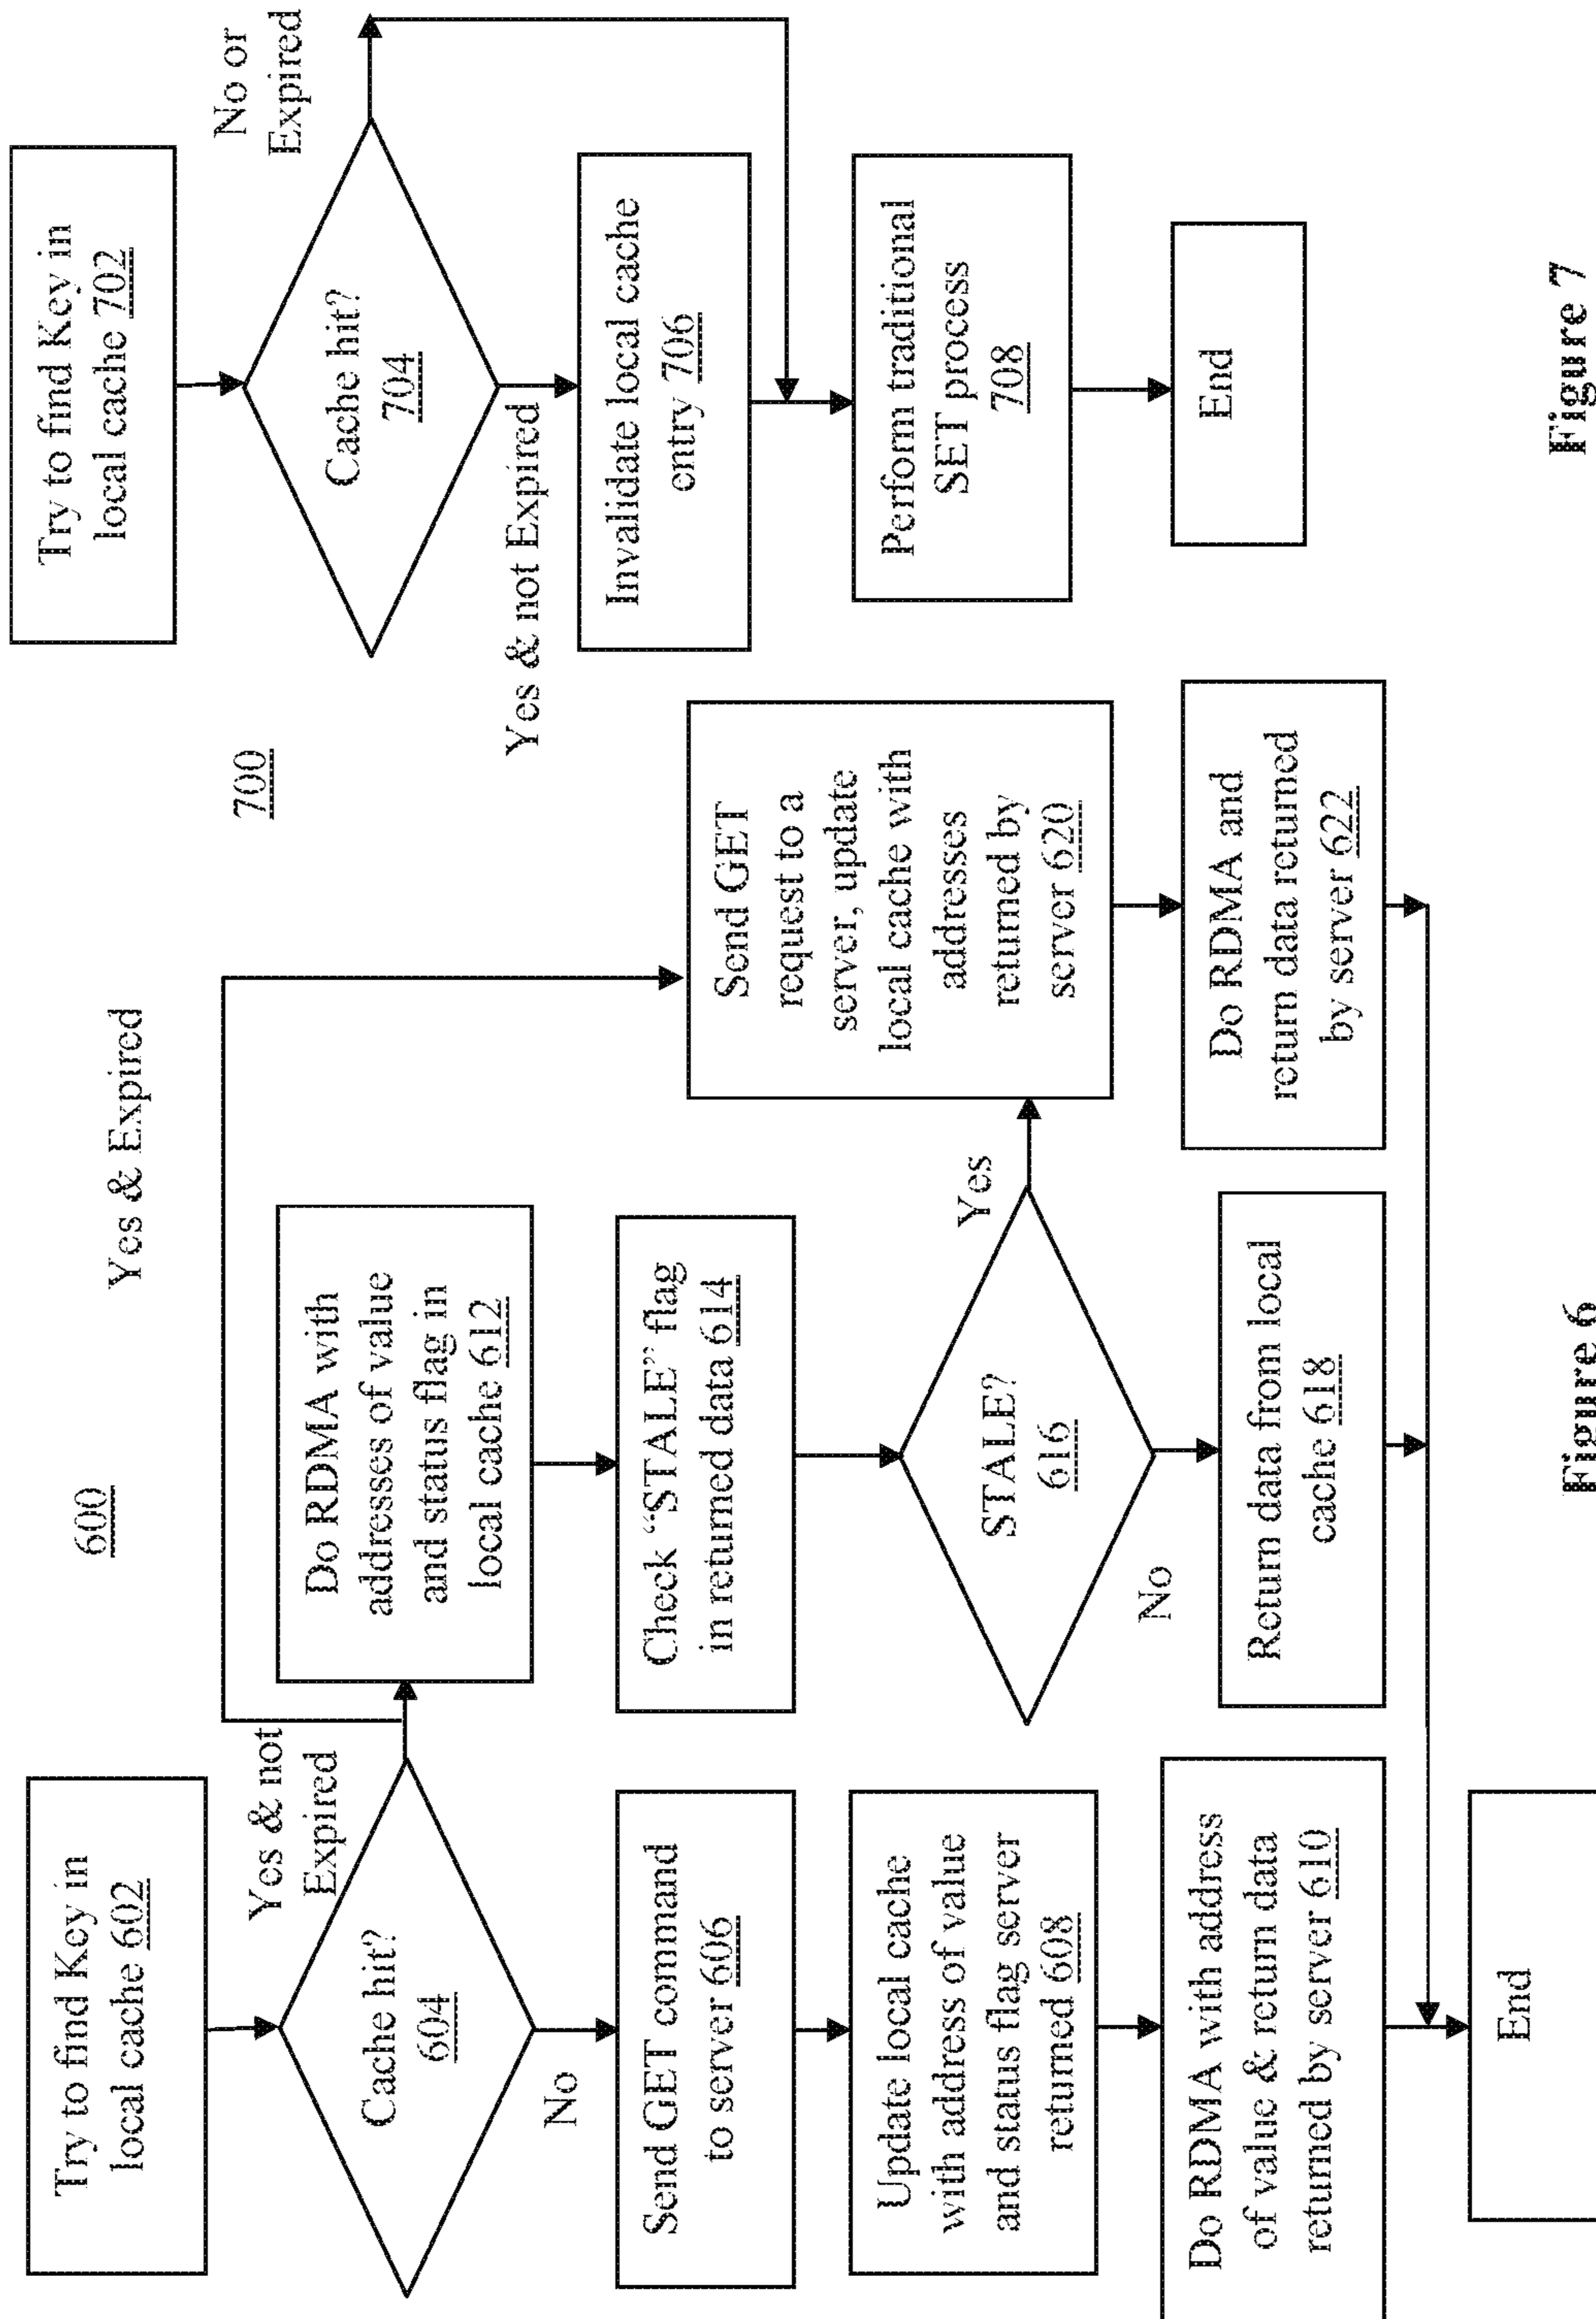 600
Try to find Key in
local cache 602
Cache hit?
604
Yes & not
Expired
Yes & Expired
No
Send GET command
to server 606
Update local cache
with address of value
and status flag server
returned 608
Do RDMA with address
of value & return data
returned by server 610
Do RDMA with
addresses of value
and status flag in
local cache 612
Check “STALE” flag
in returned data 614
STALE?
616
Yes
No
Return data from local
cache 618
Send GET
request to a
server, update
local cache with
addresses
returned by
server 620
Do RDMA and
return data returned
by server 622
End
Figure 6
700
Try to find Key in
local cache 702
Cache hit?
704
No or
Expired
Yes & not Expired
Invalidate local cache
entry 706
Perform traditional
SET process
708
End
Figure 7